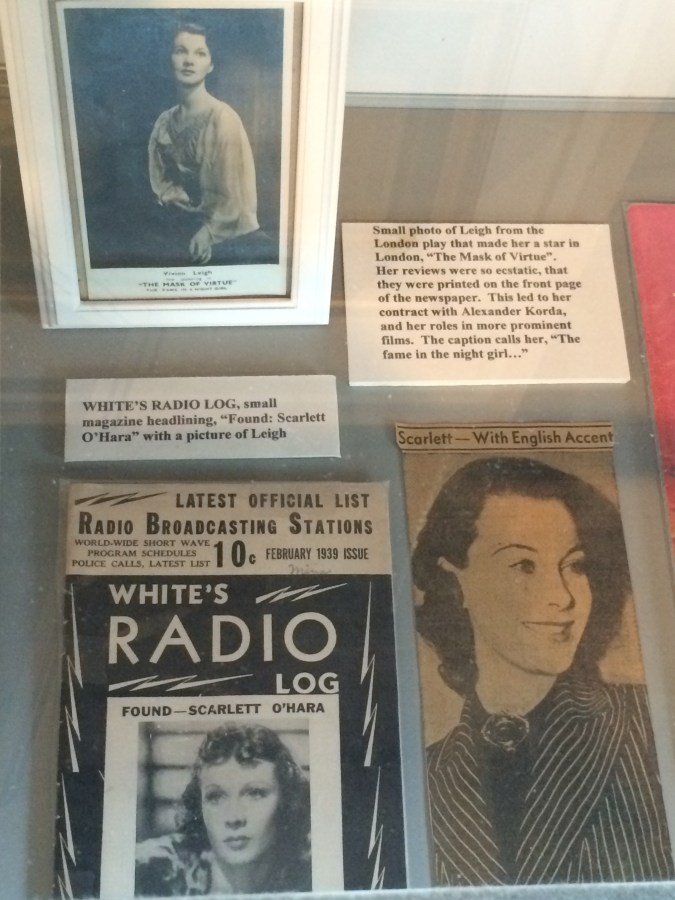 Vivien Leigh
"THE MASK OF VIRTUE"
Small photo of Leigh from the
London play that made her a star in
London, "The Mask of Virtue".
Her reviews were so ecstatic, that
they were printed on the front page
of the newspaper.  This led to her
contract with Alexander Korda,
and her roles in more prominent
films.  The caption calls her, "The
fame in the night girl..."
WHITE'S RADIO LOG, small
magazine headlining, "Found: Scarlett
O'Hara" with a picture of Leigh
Scarlett — With English Accent
LATEST OFFICIAL LIST
RADIO BROADCASTING STATIONS
WORLD-WIDE SHORT WAVE
PROGRAM SCHEDULES
POLICE CALLS, LATEST LIST
10c FEBRUARY 1939 ISSUE
WHITE'S
RADIO
LOG
FOUND—SCARLETT O'HARA